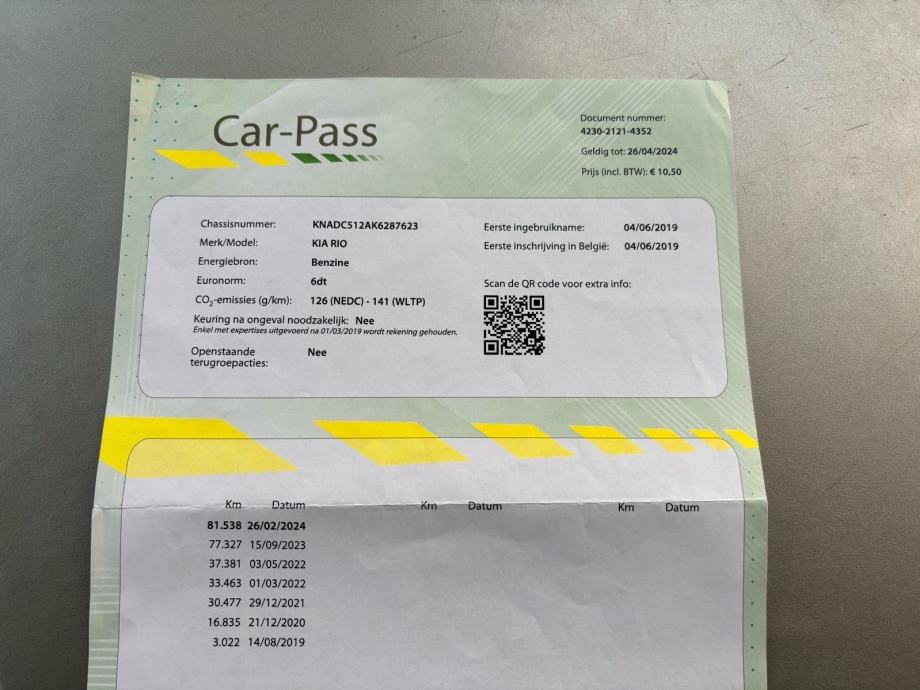 Car-Pass
Document nummer:
4230-2121-4352
Geldig tot: 26/04/2024
Prijs (incl. BTW): € 10,50
Chassisnummer: KNADC512AK6287623
Merk/Model: KIA RIO
Energiebron: Benzine
Euronorm: 6dt
CO₂-emissies (g/km): 126 (NEDC) - 141 (WLTP)
Keuring na ongeval noodzakelijk: Nee
Enkel met expertises uitgevoerd na 01/03/2019 wordt rekening gehouden.
Openstaande Nee
terugroepacties:
Eerste ingebruikname: 04/06/2019
Eerste inschrijving in België: 04/06/2019
Scan de QR code voor extra info:
Km Datum Km Datum Km Datum
81.538 26/02/2024
77.327 15/09/2023
37.381 03/05/2022
33.463 01/03/2022
30.477 29/12/2021
16.835 21/12/2020
3.022 14/08/2019